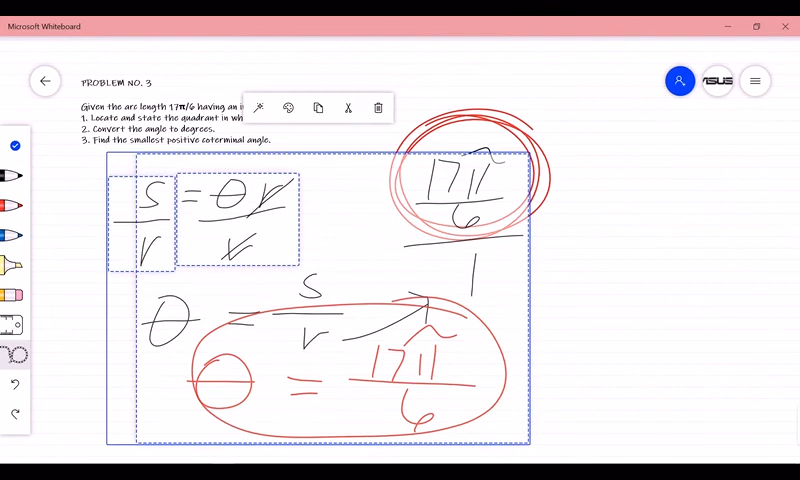 Microsoft Whiteboard
PROBLEM NO. 3
Given the arc length 17π/6 having an
1. Locate and state the quadrant in
2. Convert the angle to degrees.
3. Find the smallest positive coterminal angle.
ASUS
s/r = θr/r
17π/6
1
θ = s/r
θ = 17π/6